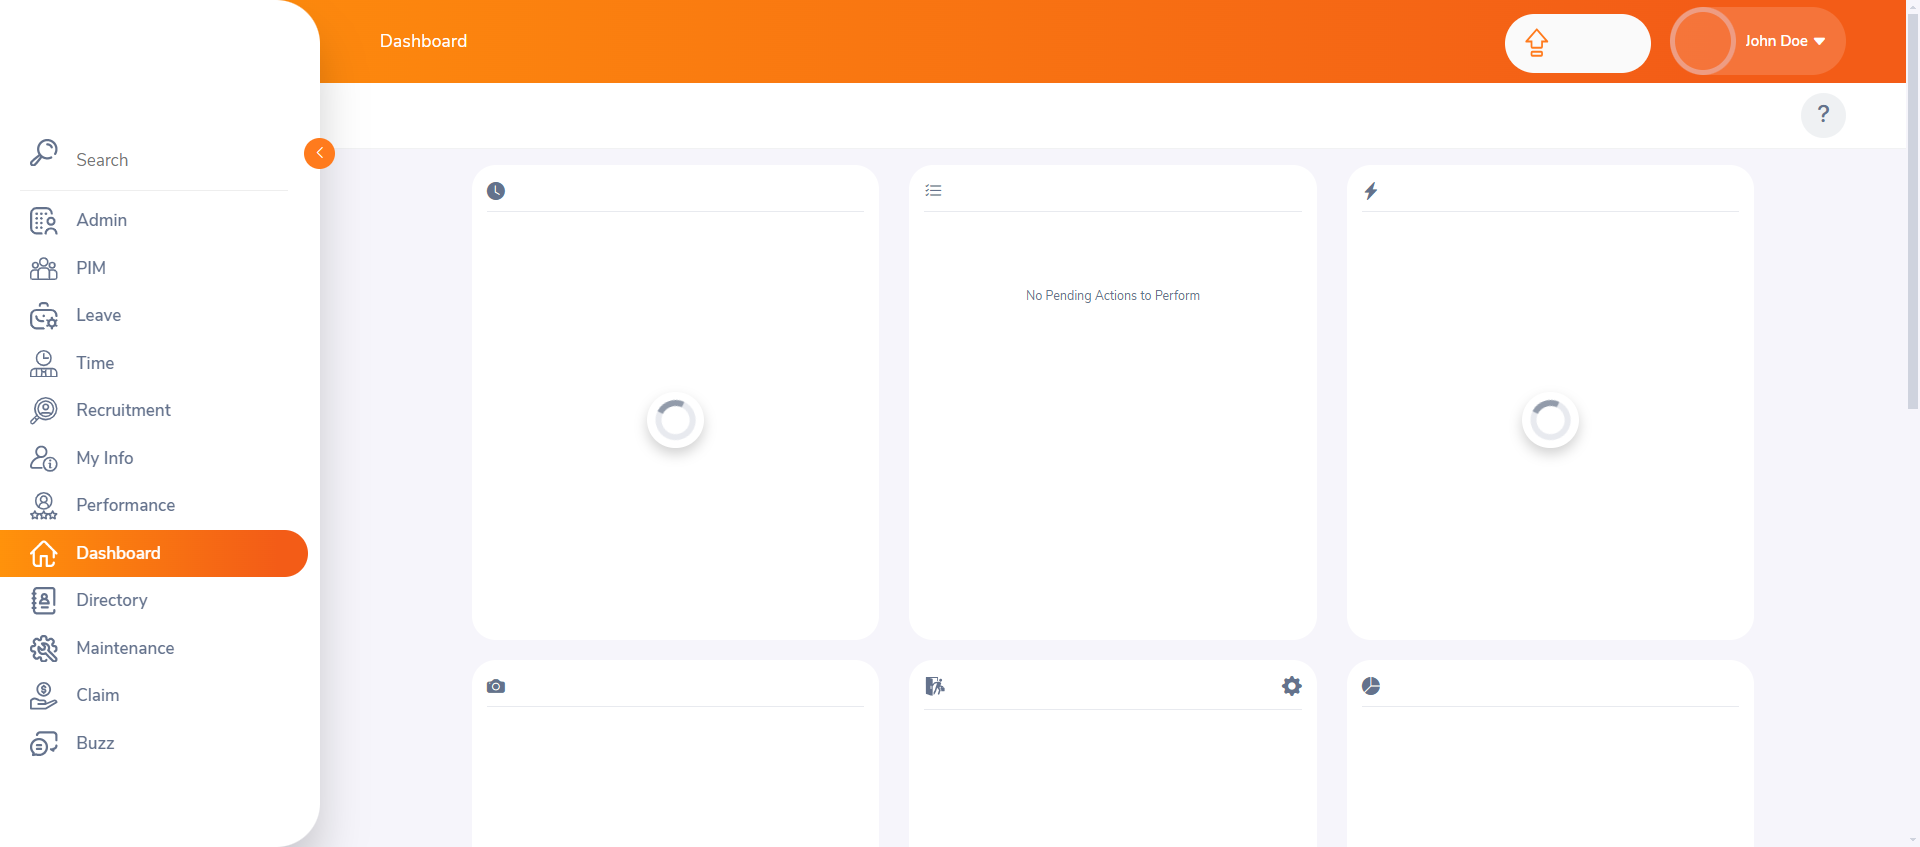 Dashboard
John Doe
?
Search
Admin
PIM
Leave
Time
Recruitment
My Info
Performance
Dashboard
Directory
Maintenance
Claim
Buzz
No Pending Actions to Perform